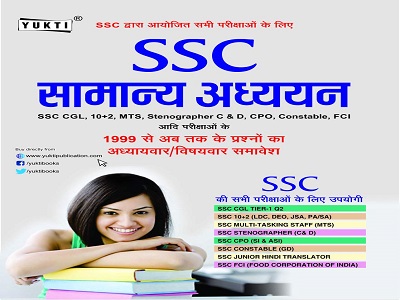 YUKTI®
SSC द्वारा आयोजित सभी परीक्षाओं के लिए
SSC
सामान्य अध्ययन
SSC CGL, 10+2, MTS, Stenographer C & D, CPO, Constable, FCI
आदि परीक्षाओं के
1999 से अब तक के प्रश्नों का
अध्यायवार/विषयवार समावेश
Buy directly from
www.yuktipublication.com
/yuktibooks
/yuktibooks
SSC
की सभी परीक्षाओं के लिए उपयोगी
SSC CGL TIER-1 Q2
SSC 10+2 (LDC, DEO, JSA, PA/SA)
SSC MULTI-TASKING STAFF (MTS)
SSC STENOGRAPHER (C& D)
SSC CPO (SI & ASI)
SSC CONSTABLE (GD)
SSC JUNIOR HINDI TRANSLATOR
SSC FCI (FOOD CORPORATION OF INDIA)